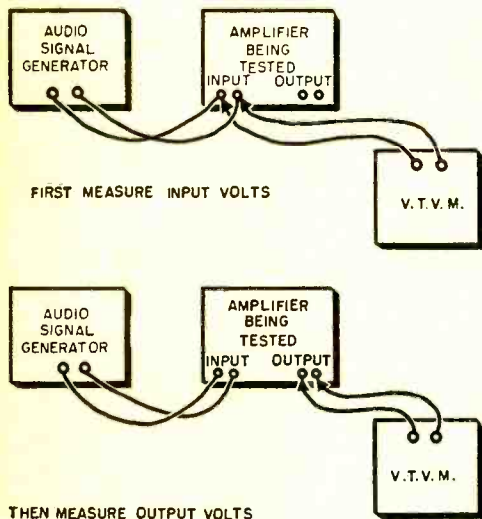 AUDIO
SIGNAL
GENERATOR
AMPLIFIER
BEING
TESTED
INPUT OUTPUT
V.T.V.M.
FIRST MEASURE INPUT VOLTS
AUDIO
SIGNAL
GENERATOR
AMPLIFIER
BEING
TESTED
INPUT OUTPUT
V.T.V.M.
THEN MEASURE OUTPUT VOLTS